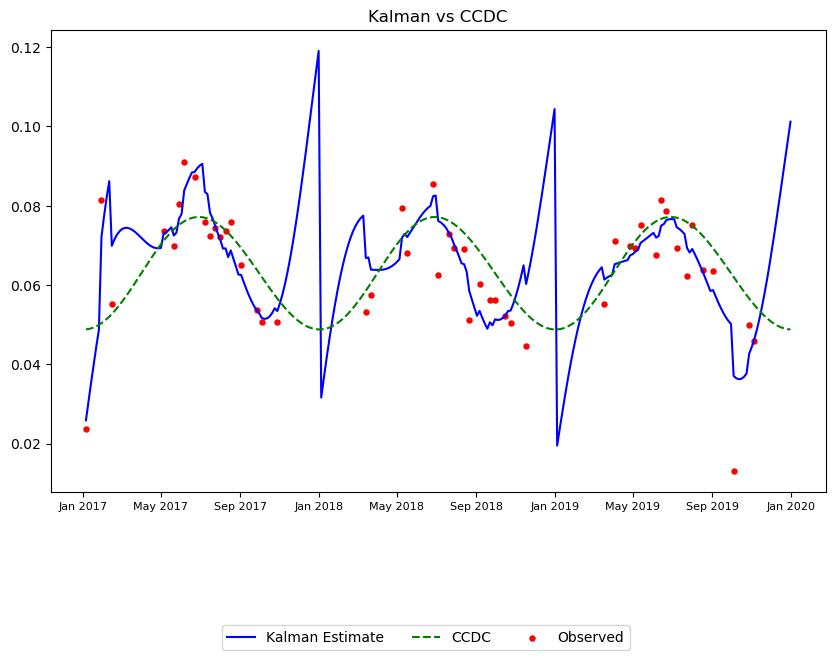 Kalman vs CCDC
0.12
0.10
0.08
0.06
0.04
0.02
Jan 2017 May 2017 Sep 2017 Jan 2018 May 2018 Sep 2018 Jan 2019 May 2019 Sep 2019 Jan 2020
Kalman Estimate CCDC Observed